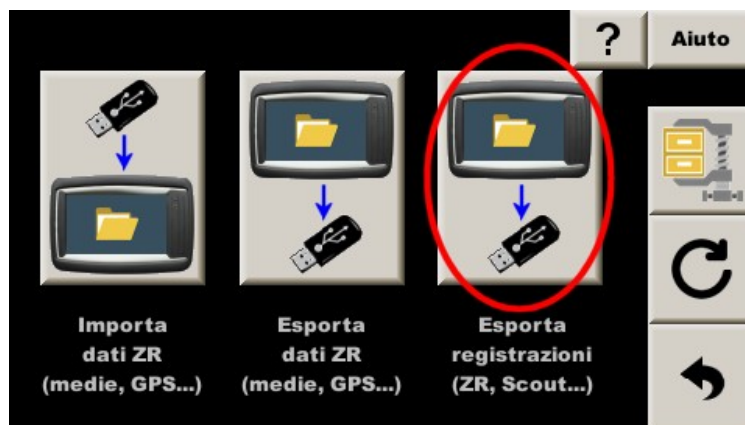 ?
Aiuto
Importa
dati ZR
(medie, GPS...)
Esporta
dati ZR
(medie, GPS...)
Esporta
registrazioni
(ZR, Scout...)